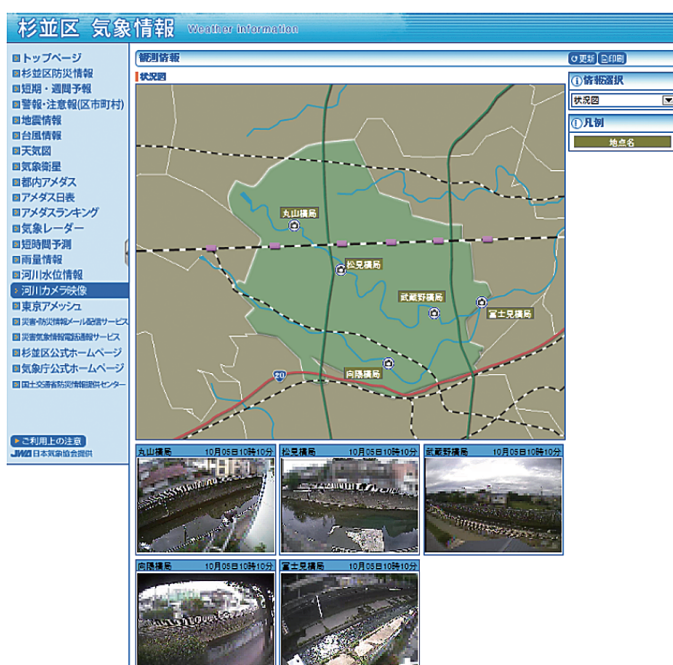 杉並区 気象情報 Weather Information
トップページ
杉並区防災情報
短期・週間予報
警報・注意報(区市町村)
地震情報
台風情報
天気図
気象衛星
都内アメダス
アメダス日表
アメダスランキング
気象レーダー
短時間予測
雨量情報
河川水位情報
河川カメラ映像
東京アメッシュ
災害・防災情報メール配信サービス
災害気象情報電話通報サービス
杉並区公式ホームページ
気象庁公式ホームページ
国土交通省防災情報提供センター
ご利用上の注意
JWA 日本気象協会提供
観測情報
更新 印刷
状況図
情報選択
状況図
凡例
地点名
丸山橋局
松見橋局
武蔵野橋局
富士見橋局
向陽橋局
20
丸山橋局 10月05日10時10分
松見橋局 10月05日10時10分
武蔵野橋局 10月05日10時10分
向陽橋局 10月05日10時10分
富士見橋局 10月05日10時10分